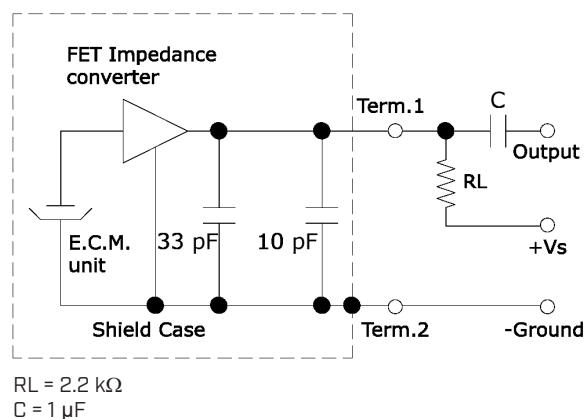 FET Impedance
converter
Term.1
C
Output
RL
E.C.M.
unit
33 pF
10 pF
+Vs
Shield Case
Term.2
-Ground
RL = 2.2 kΩ
C = 1 µF